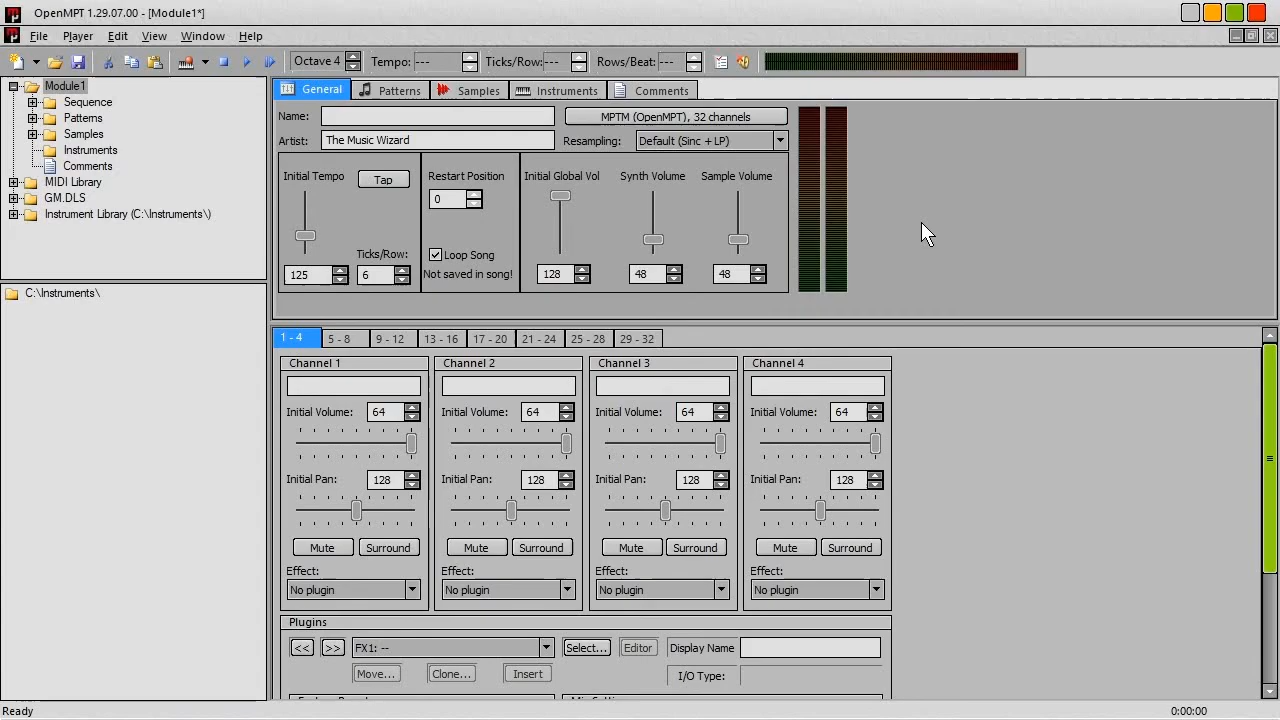 OpenMPT 1.29.07.00 - [Module1*]
File Player Edit View Window Help
Octave 4 Tempo: --- Ticks/Row: --- Rows/Beat: ---
Module1
Sequence
Patterns
Samples
Instruments
Comments
MIDI Library
GM.DLS
Instrument Library (C:\Instruments\)
C:\Instruments\
General Patterns Samples Instruments Comments
Name: MPTM (OpenMPT), 32 channels
Artist: The Music Wizard Resampling: Default (Sinc + LP)
Initial Tempo Tap Restart Position Initial Global Vol Synth Volume Sample Volume
0
Ticks/Row: Loop Song
125 6 Not saved in song! 128 48 48
1 - 4 5 - 8 9 - 12 13 - 16 17 - 20 21 - 24 25 - 28 29 - 32
Channel 1 Channel 2 Channel 3 Channel 4
Initial Volume: 64 Initial Volume: 64 Initial Volume: 64 Initial Volume: 64
Initial Pan: 128 Initial Pan: 128 Initial Pan: 128 Initial Pan: 128
Mute Surround Mute Surround Mute Surround Mute Surround
Effect: Effect: Effect: Effect:
No plugin No plugin No plugin No plugin
Plugins
<< >> FX1: -- Select... Editor Display Name
Move... Clone... Insert I/O Type:
Ready 0:00:00